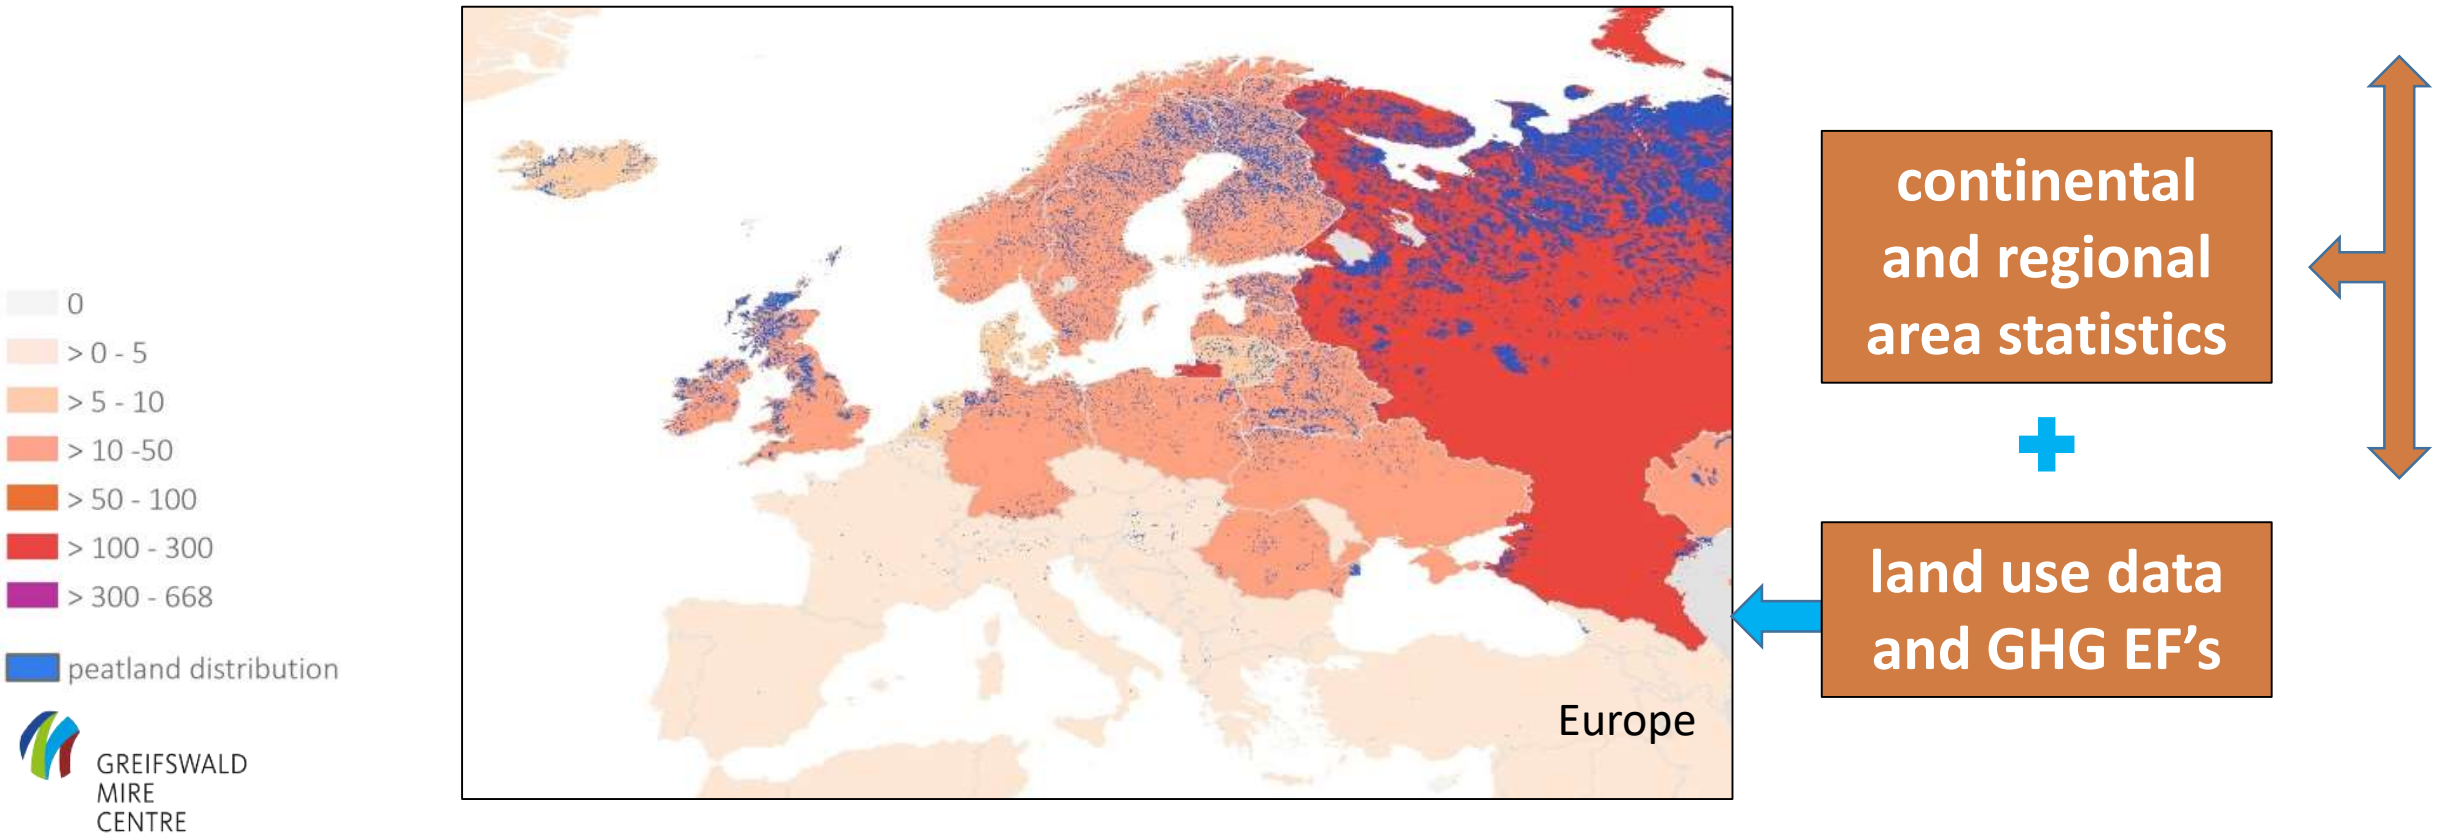 0
> 0 - 5
> 5 - 10
> 10 -50
> 50 - 100
> 100 - 300
> 300 - 668
peatland distribution
GREIFSWALD
MIRE
CENTRE
Europe
continental
and regional
area statistics
land use data
and GHG EF’s